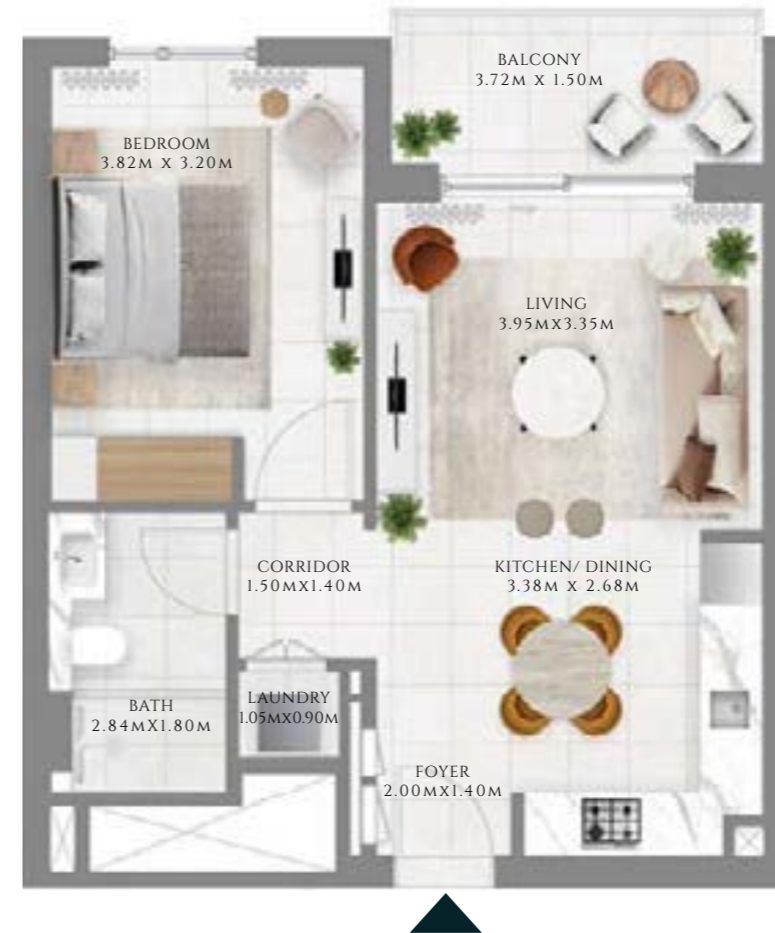 BALCONY
3.72M X 1.50M
BEDROOM
3.82M X 3.20M
LIVING
3.95MX3.35M
CORRIDOR
1.50MX1.40M
KITCHEN/ DINING
3.38M X 2.68M
BATH
2.84MX1.80M
LAUNDRY
1.05MX0.90M
FOYER
2.00MX1.40M